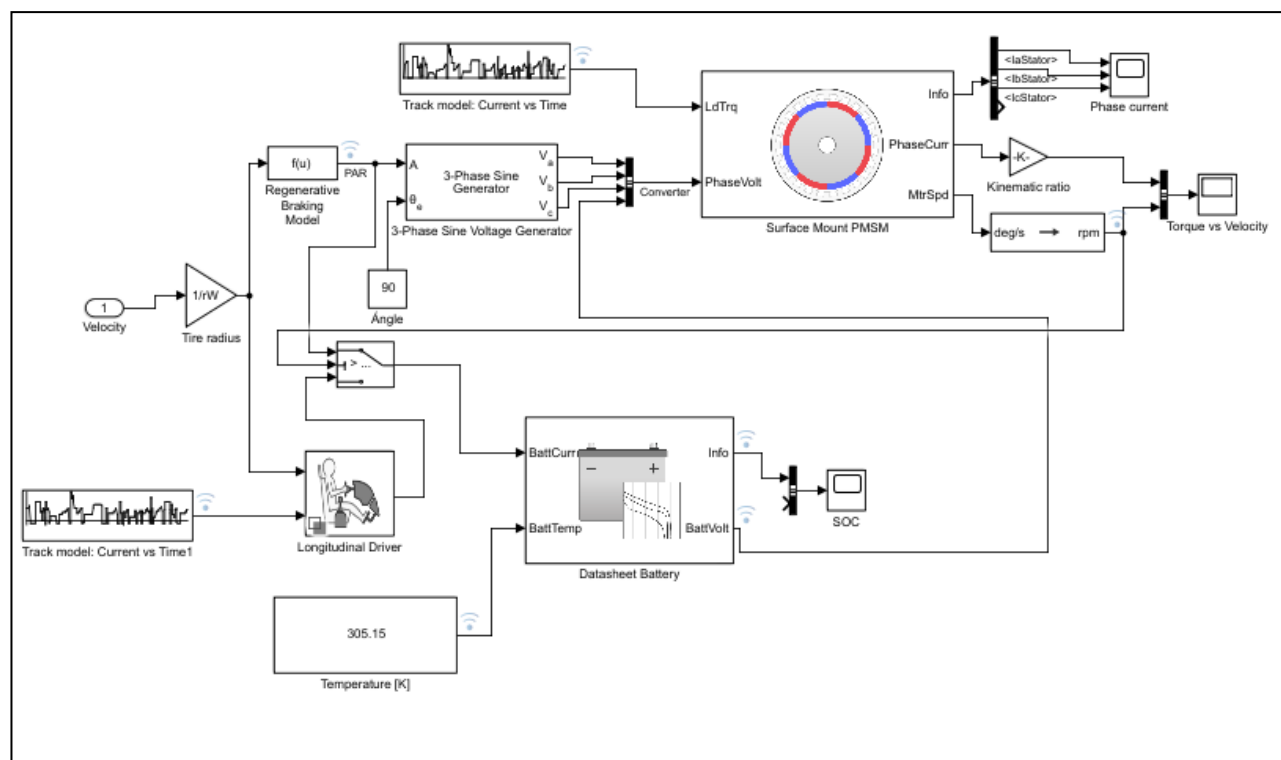 Track model: Current vs Time
LdTrq
PhaseVolt
Info
PhaseCurr
MtrSpd
Surface Mount PMSM
<IaStator>
<IbStator>
<IcStator>
Phase current
-K-
Kinematic ratio
deg/s
rpm
Torque vs Velocity
f(u)
PAR
Regenerative
Braking
Model
A
θe
3-Phase Sine
Generator
Va
Vb
Vc
3-Phase Sine Voltage Generator
Converter
90
Ángle
1
Velocity
1/rW
Tire radius
> ...
Longitudinal Driver
Track model: Current vs Time1
BattCurr
BattTemp
Info
BattVolt
Datasheet Battery
SOC
305.15
Temperature [K]